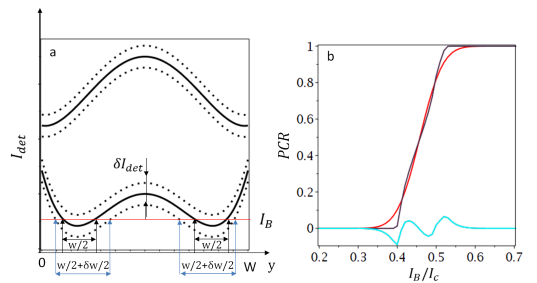 a
I_det
δI_det
I_B
w/2
w/2
w/2+δw/2
w/2+δw/2
0
W
y
b
PCR
1
0.8
0.6
0.4
0.2
0
0.2 0.3 0.4 0.5 0.6 0.7
I_B/I_c